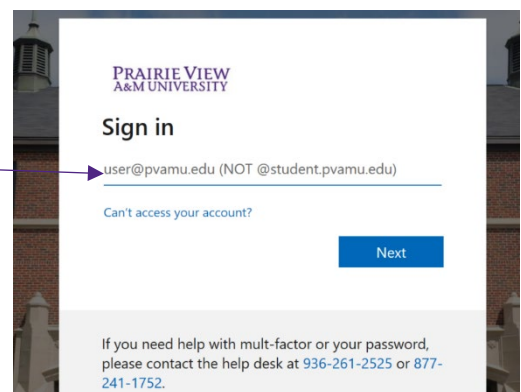 PRAIRIE VIEW
A&M UNIVERSITY
Sign in
user@pvamu.edu (NOT @student.pvamu.edu)
Can't access your account?
Next
If you need help with mult-factor or your password,
please contact the help desk at 936-261-2525 or 877-
241-1752.